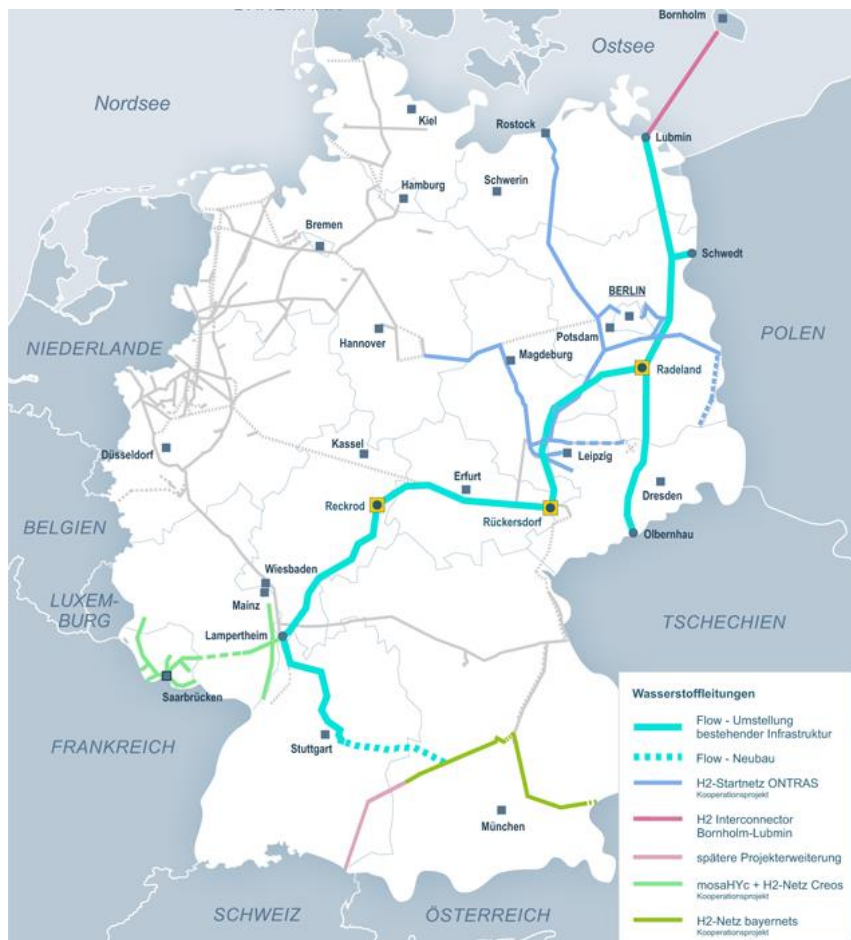 Bornholm
Ostsee
Nordsee
Kiel
Rostock
Lubmin
Schwerin
Hamburg
Bremen
Schwedt
BERLIN
Potsdam
Hannover
NIEDERLANDE
Magdeburg
POLEN
Radeland
Düsseldorf
Kassel
Leipzig
Erfurt
Dresden
Reckrod
Rückersdorf
BELGIEN
Olbernhau
Wiesbaden
Mainz
LUXEM-
BURG
Lampertheim
TSCHECHIEN
Saarbrücken
FRANKREICH
Stuttgart
München
SCHWEIZ
ÖSTERREICH
Wasserstoffleitungen
Flow - Umstellung
bestehender Infrastruktur
Flow - Neubau
H2-Startnetz ONTRAS
Kooperationsprojekt
H2 Interconnector
Bornholm-Lubmin
spätere Projekterweiterung
mosaHYc + H2-Netz Creos
Kooperationsprojekt
H2-Netz bayernets
Kooperationsprojekt